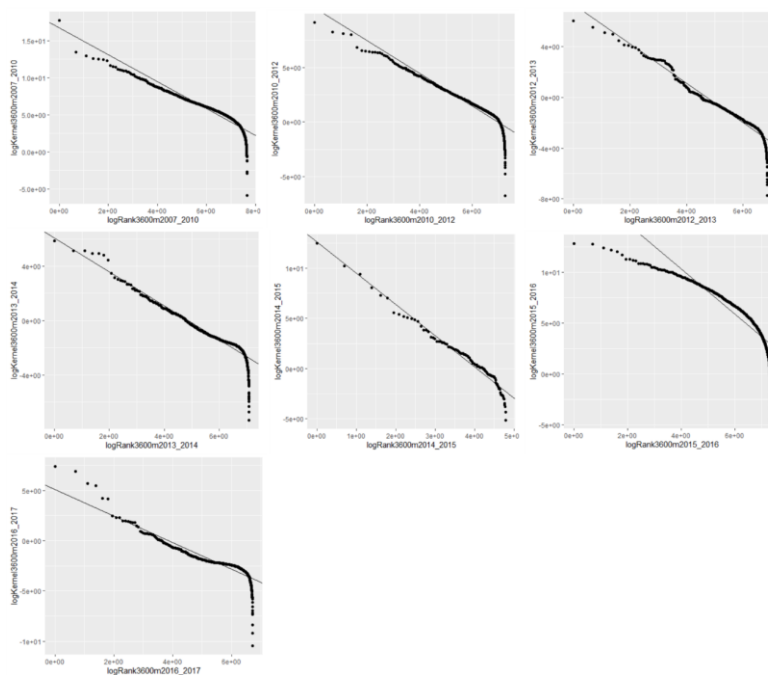 logKernel3600m2007_2010
1.5e+01
1.0e+01
5.0e+00
0.0e+00
-5.0e+00
0e+00 2e+00 4e+00 6e+00 8e+0
logRank3600m2007_2010
logKernel3600m2010_2012
5e+00
0e+00
-5e+00
0e+00 2e+00 4e+00 6e+00
logRank3600m2010_2012
logKernel3600m2012_2013
4e+00
0e+00
-4e+00
-8e+00
0e+00 2e+00 4e+00 6e+00
logRank3600m2012_2013
logKernel3600m2013_2014
4e+00
0e+00
-4e+00
0e+00 2e+00 4e+00 6e+00
logRank3600m2013_2014
logKernel3600m2014_2015
1e+01
5e+00
0e+00
-5e+00
0e+00 1e+00 2e+00 3e+00 4e+00 5e+0
logRank3600m2014_2015
logKernel3600m2015_2016
1e+01
5e+00
0e+00
-5e+00
0e+00 2e+00 4e+00 6e+00
logRank3600m2015_2016
logKernel3600m2016_2017
5e+00
0e+00
-5e+00
-1e+01
0e+00 2e+00 4e+00 6e+00
logRank3600m2016_2017